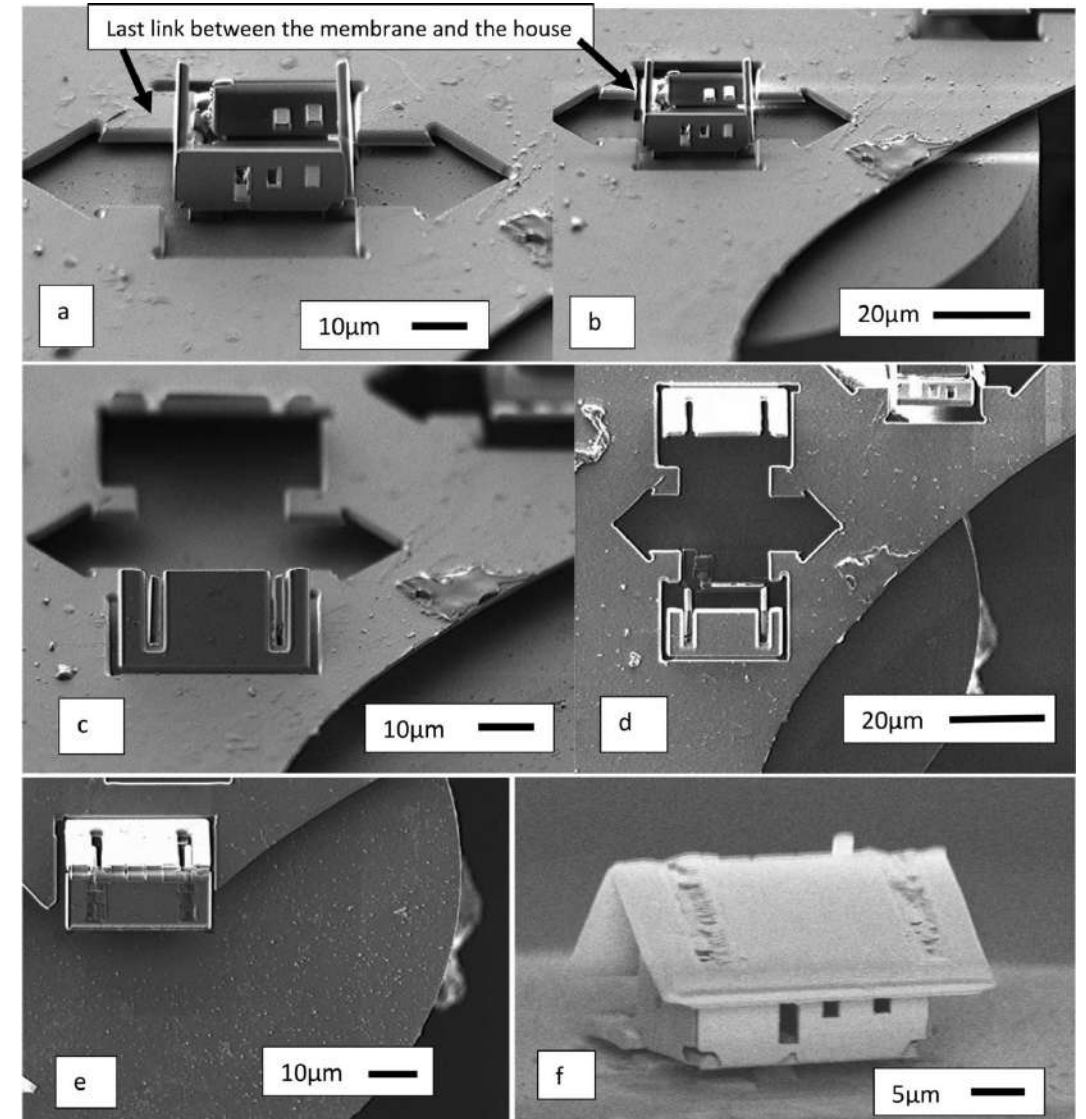 Last link between the membrane and the house
a
10µm
b
20µm
c
10µm
d
20µm
e
10µm
f
5µm